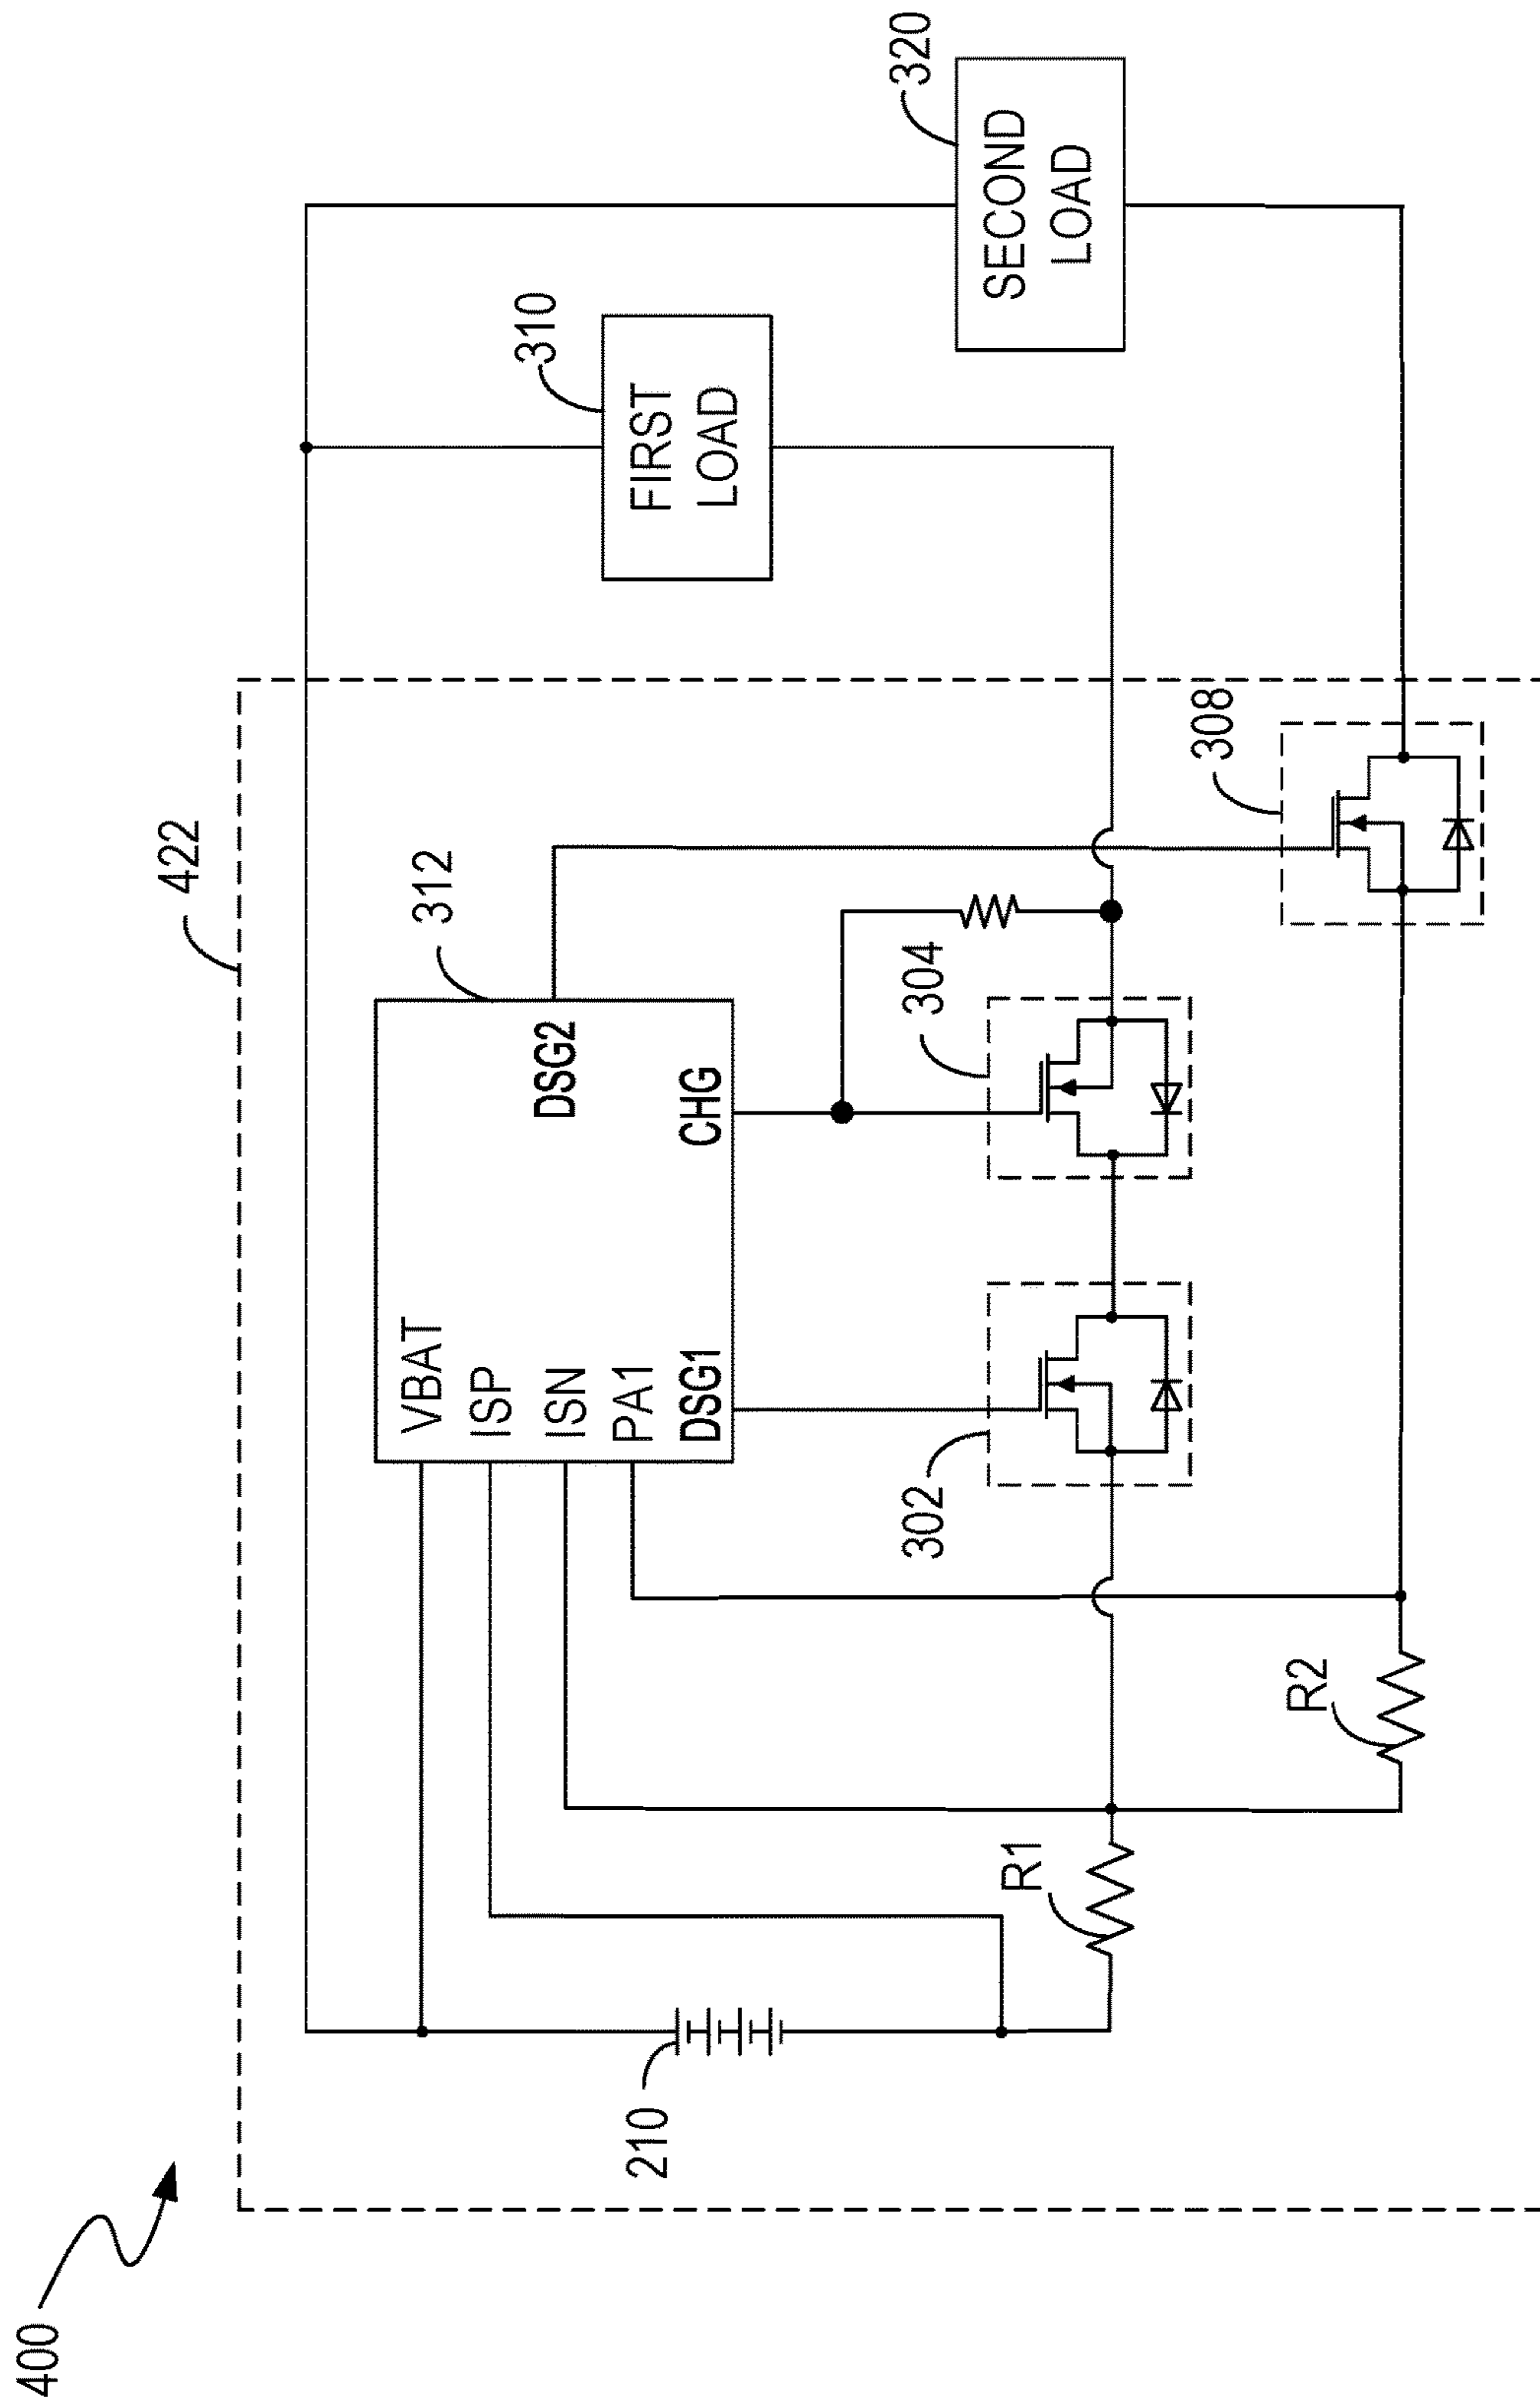 400
422
210
312
VBAT
ISP
ISN
PA1
DSG1
DSG2
CHG
302
304
308
R1
R2
310
FIRST
LOAD
320
SECOND
LOAD